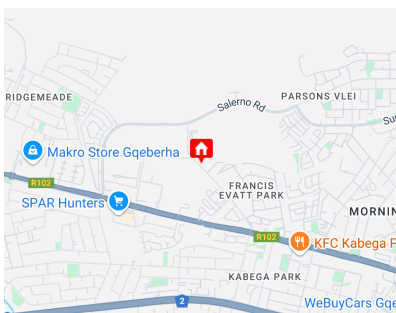 Salerno Rd
PARSONS VLEI
RIDGEMEADE
Su
Makro Store Gqeberha
R102
FRANCIS
EVATT PARK
SPAR Hunters
MORNIN
R102
KFC Kabega P
KABEGA PARK
2
WeBuyCars Gqe